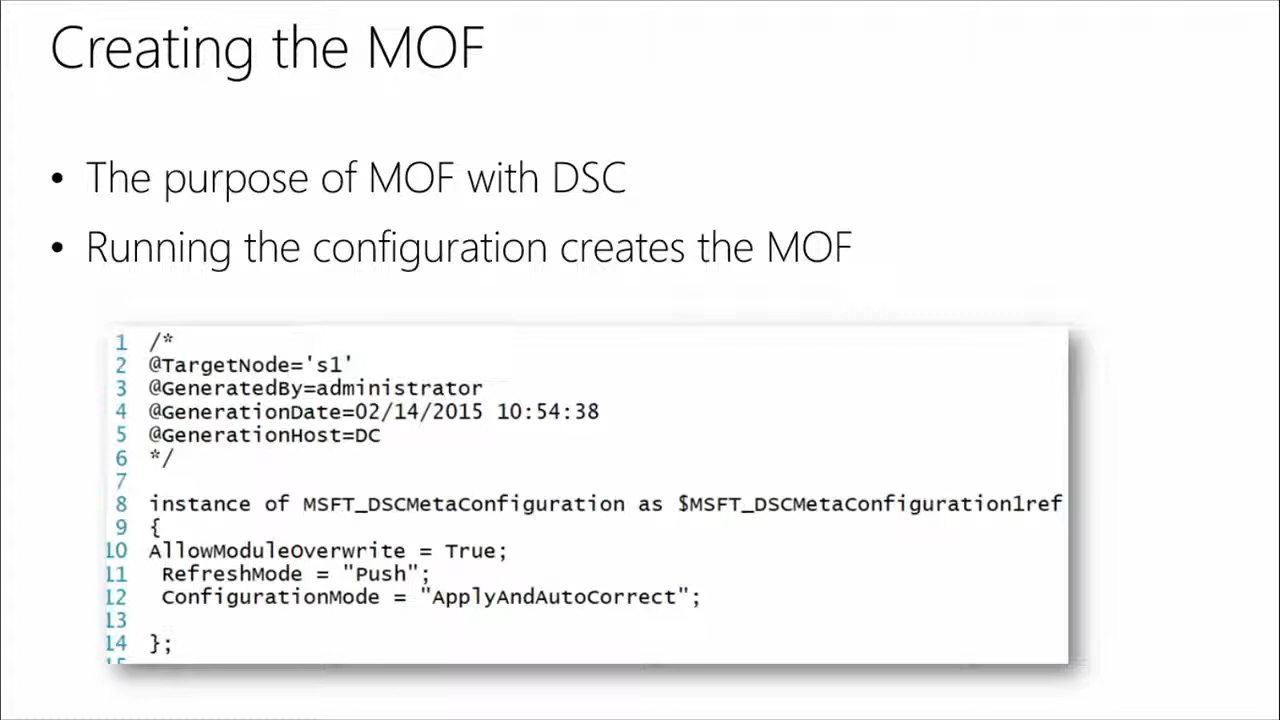 Creating the MOF
• The purpose of MOF with DSC
• Running the configuration creates the MOF
1 /*
2 @TargetNode='s1'
3 @GeneratedBy=administrator
4 @GenerationDate=02/14/2015 10:54:38
5 @GenerationHost=DC
6 */
7
8 instance of MSFT_DSCMetaConfiguration as $MSFT_DSCMetaConfiguration1ref
9 {
10 AllowModuleOverwrite = True;
11  RefreshMode = "Push";
12  ConfigurationMode = "ApplyAndAutoCorrect";
13
14 };